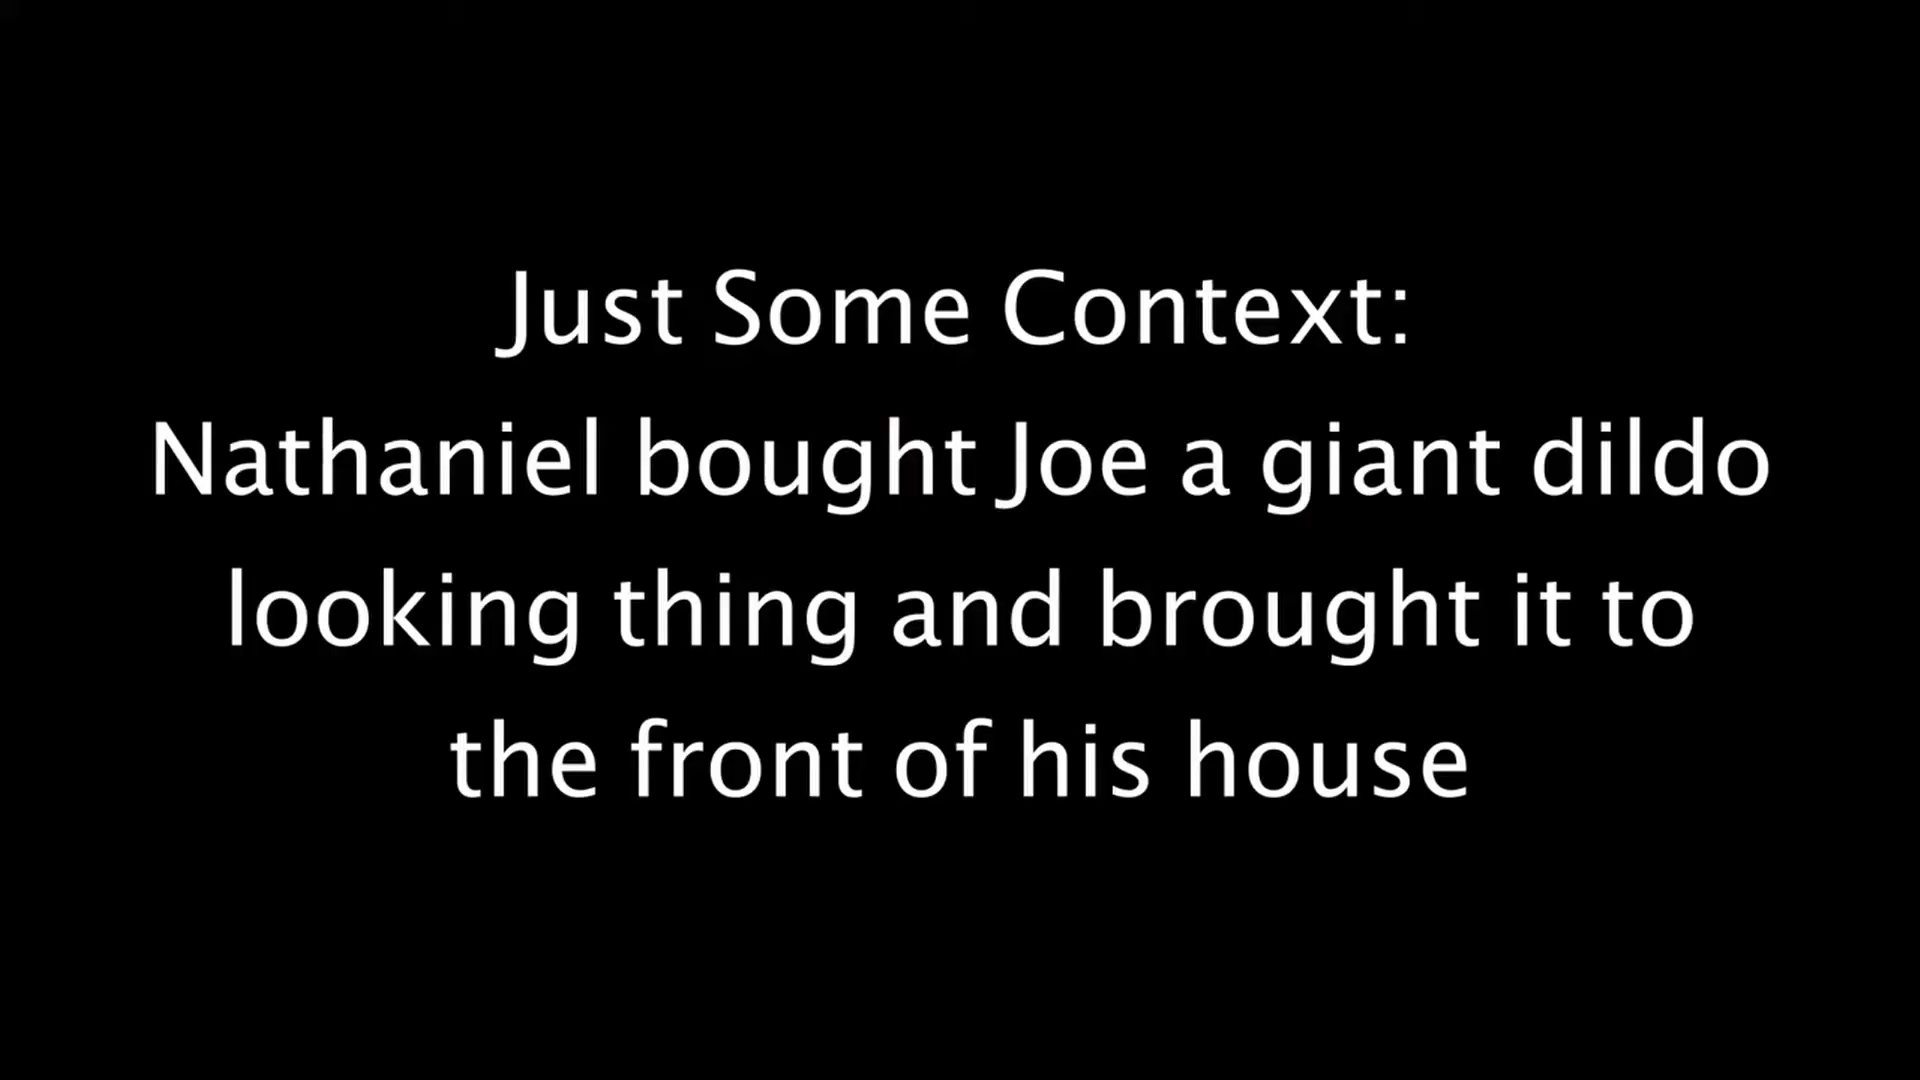 Just Some Context:
Nathaniel bought Joe a giant dildo
looking thing and brought it to
the front of his house